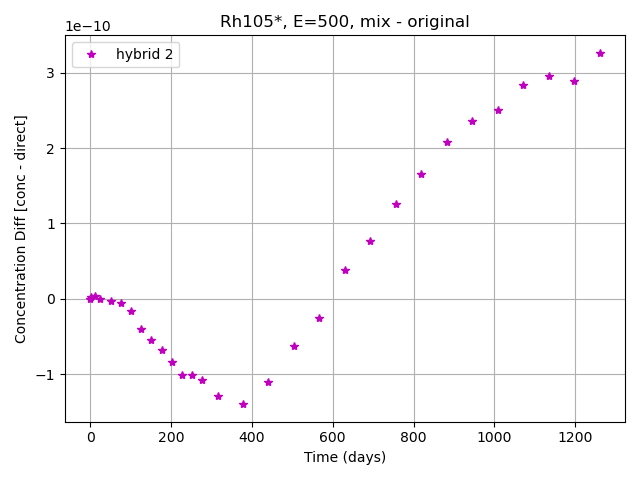 Rh105*, E=500, mix - original
1e−10
hybrid 2
3
2
1
0
−1
Concentration Diff [conc - direct]
0 200 400 600 800 1000 1200
Time (days)